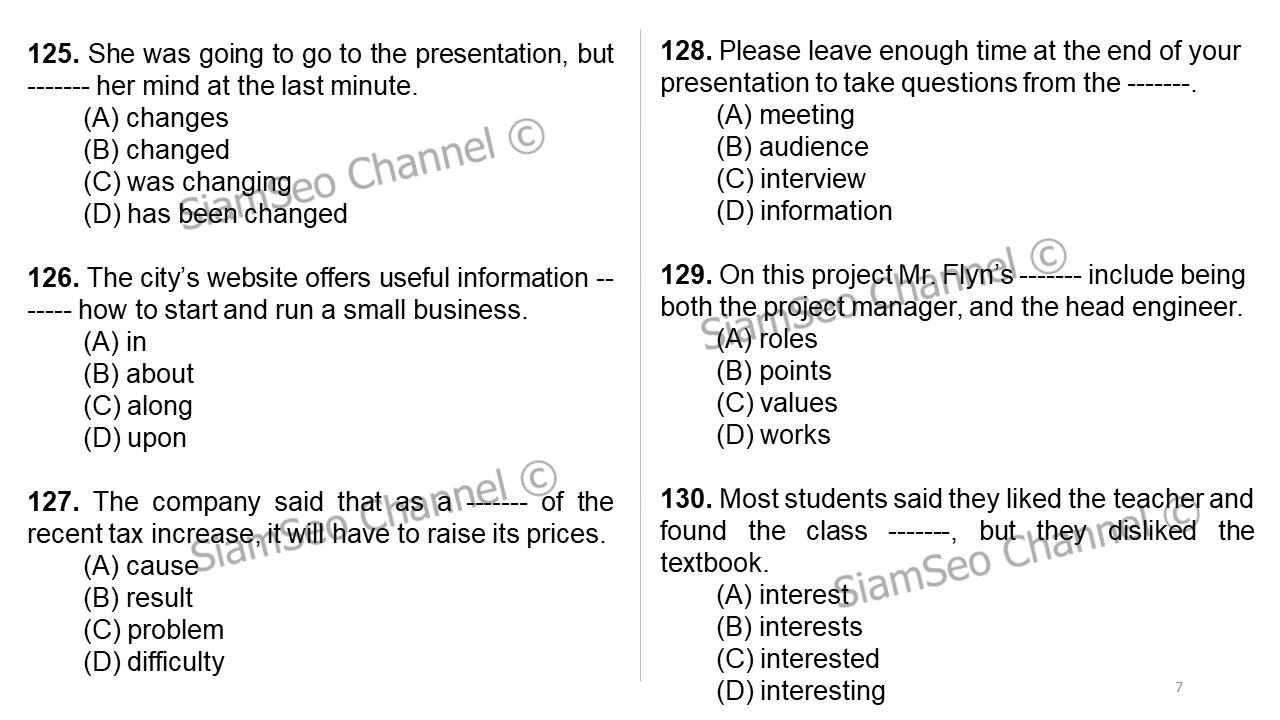 125. She was going to go to the presentation, but
------- her mind at the last minute.
(A) changes
(B) changed
(C) was changing
(D) has been changed
126. The city’s website offers useful information --
----- how to start and run a small business.
(A) in
(B) about
(C) along
(D) upon
127. The company said that as a ------- of the
recent tax increase, it will have to raise its prices.
(A) cause
(B) result
(C) problem
(D) difficulty
SiamSeo Channel ©
SiamSeo Channel ©
128. Please leave enough time at the end of your
presentation to take questions from the -------.
(A) meeting
(B) audience
(C) interview
(D) information
129. On this project Mr. Flyn’s ------- include being
both the project manager, and the head engineer.
(A) roles
(B) points
(C) values
(D) works
130. Most students said they liked the teacher and
found the class -------, but they disliked the
textbook.
(A) interest
(B) interests
(C) interested
(D) interesting
SiamSeo Channel ©
SiamSeo Channel ©
7